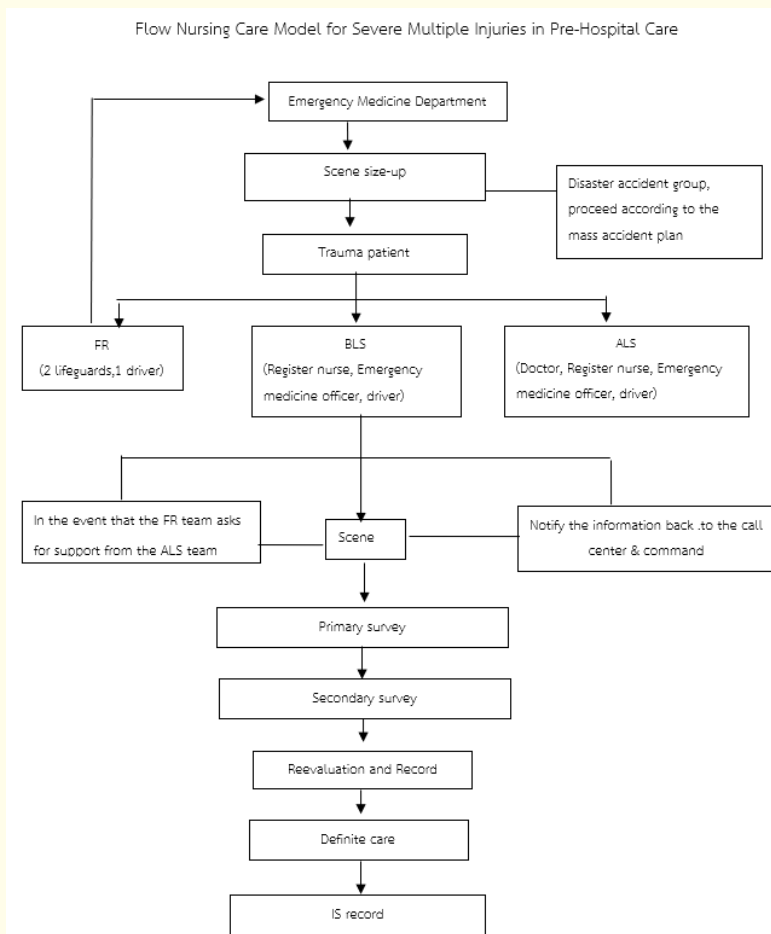 Flow Nursing Care Model for Severe Multiple Injuries in Pre-Hospital Care
Emergency Medicine Department
Scene size-up
Disaster accident group,
proceed according to the
mass accident plan
Trauma patient
FR
(2 lifeguards,1 driver)
BLS
(Register nurse, Emergency
medicine officer, driver)
ALS
(Doctor, Register nurse, Emergency
medicine officer, driver)
In the event that the FR team asks
for support from the ALS team
Scene
Notify the information back .to the call
center & command
Primary survey
Secondary survey
Reevaluation and Record
Definite care
IS record